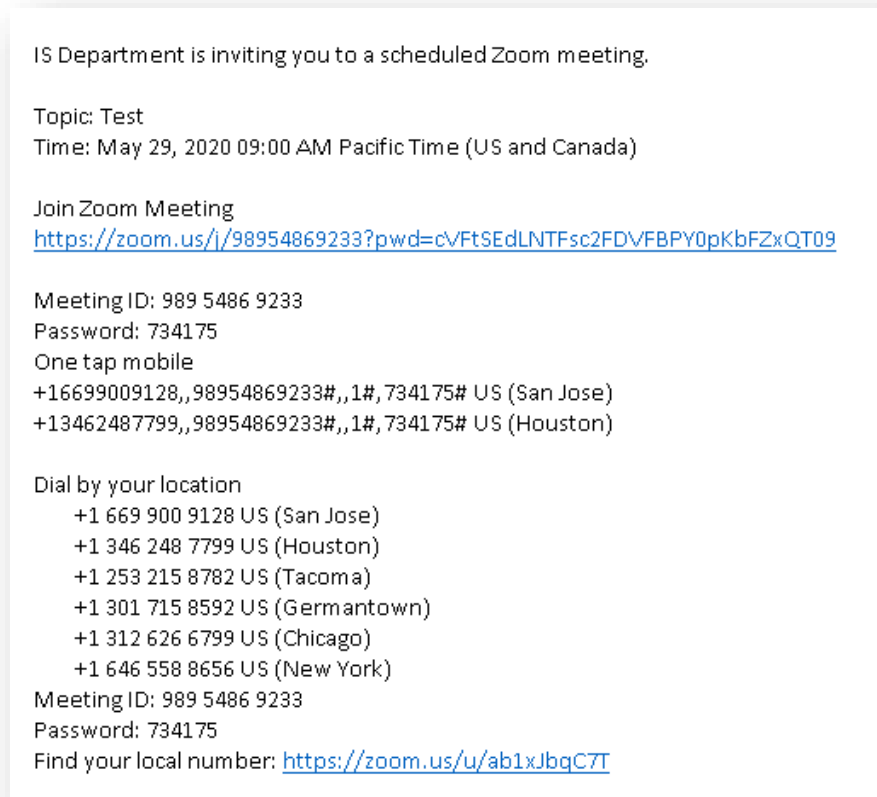 IS Department is inviting you to a scheduled Zoom meeting.
Topic: Test
Time: May 29, 2020 09:00 AM Pacific Time (US and Canada)
Join Zoom Meeting
https://zoom.us/j/98954869233?pwd=cVFtSEdLNTFsc2FDVFBPY0pKbFZxQT09
Meeting ID: 989 5486 9233
Password: 734175
One tap mobile
+16699009128,,98954869233#,,1#,734175# US (San Jose)
+13462487799,,98954869233#,,1#,734175# US (Houston)
Dial by your location
+1 669 900 9128 US (San Jose)
+1 346 248 7799 US (Houston)
+1 253 215 8782 US (Tacoma)
+1 301 715 8592 US (Germantown)
+1 312 626 6799 US (Chicago)
+1 646 558 8656 US (New York)
Meeting ID: 989 5486 9233
Password: 734175
Find your local number: https://zoom.us/u/ab1xJbqC7T